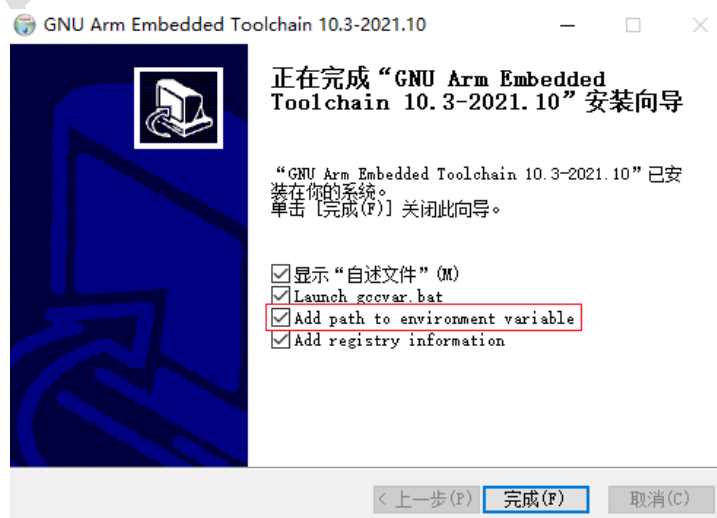 GNU Arm Embedded Toolchain 10.3-2021.10
正在完成“GNU Arm Embedded
Toolchain 10.3-2021.10”安装向导
“GNU Arm Embedded Toolchain 10.3-2021.10”已安
装在你的系统。
单击 [完成(F)] 关闭此向导。
显示“自述文件”(M)
Launch gccvar.bat
Add path to environment variable
Add registry information
< 上一步(P)
完成(F)
取消(C)